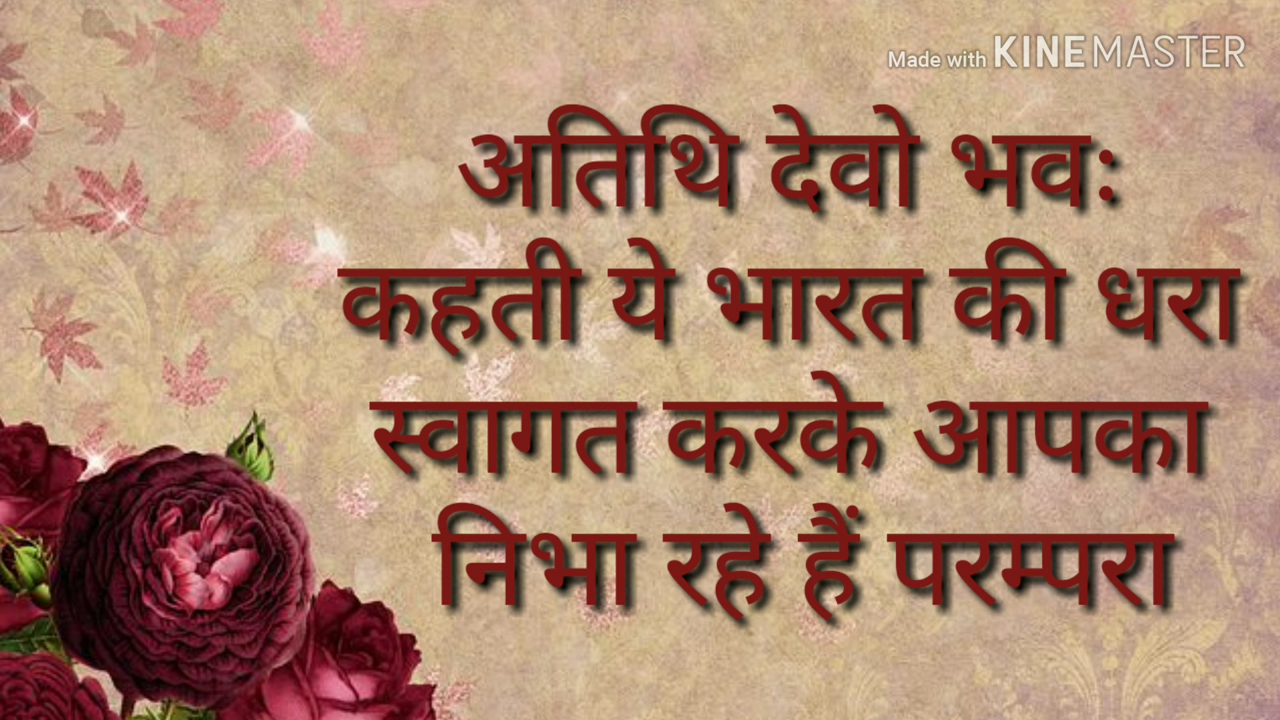 Made with KINEMASTER
अतिथि देवो भवः
कहती ये भारत की धरा
स्वागत करके आपका
निभा रहे हैं परम्परा